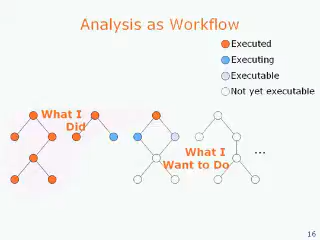 Analysis as Workflow
Executed
Executing
Executable
Not yet executable
What I
Did
What I
Want to Do
...
16